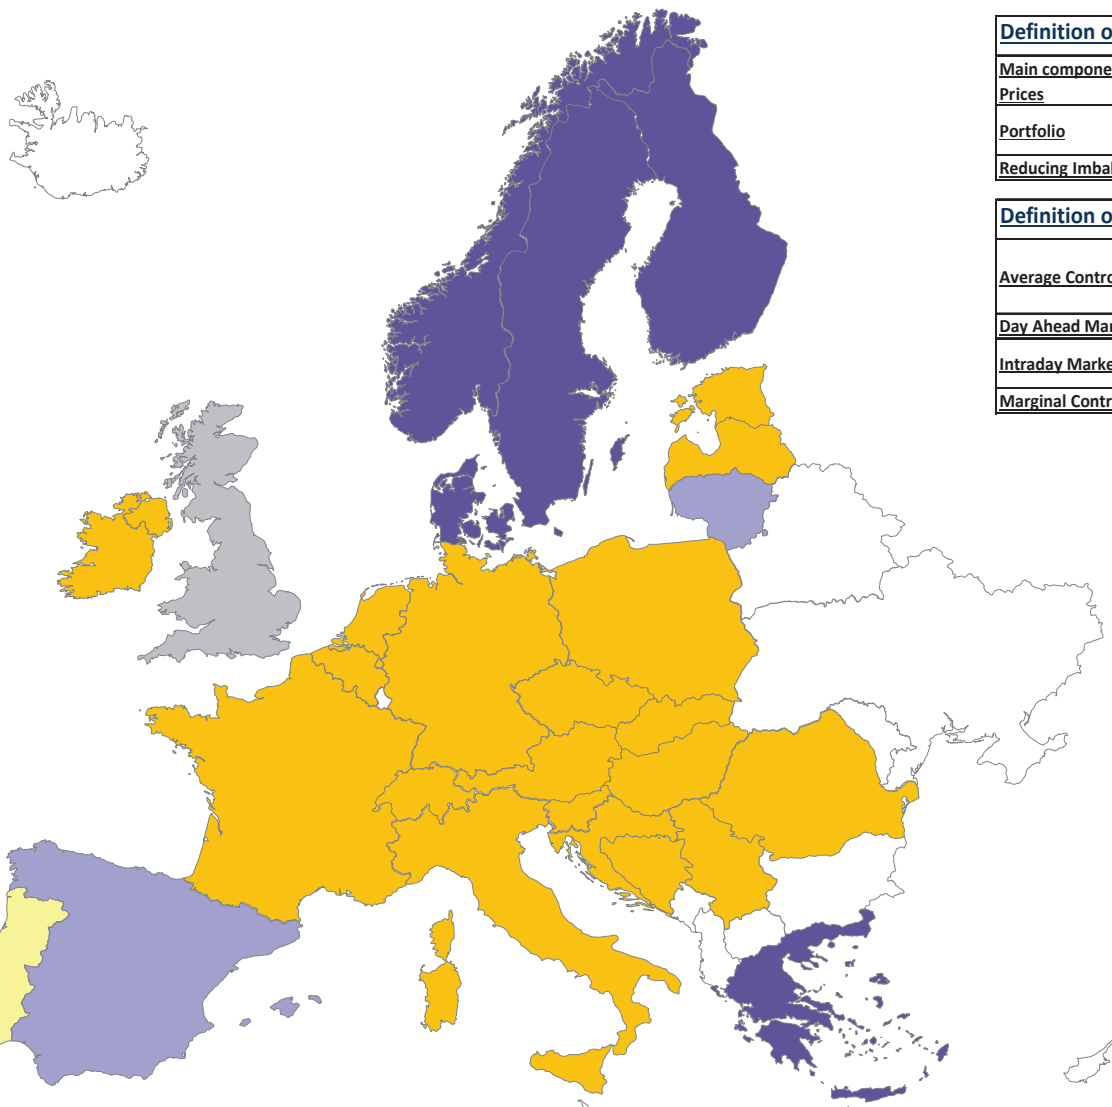 Definition o
Main compone
Prices
Portfolio
Reducing Imbal
Definition o
Average Contro
Day Ahead Mar
Intraday Marke
Marginal Contr